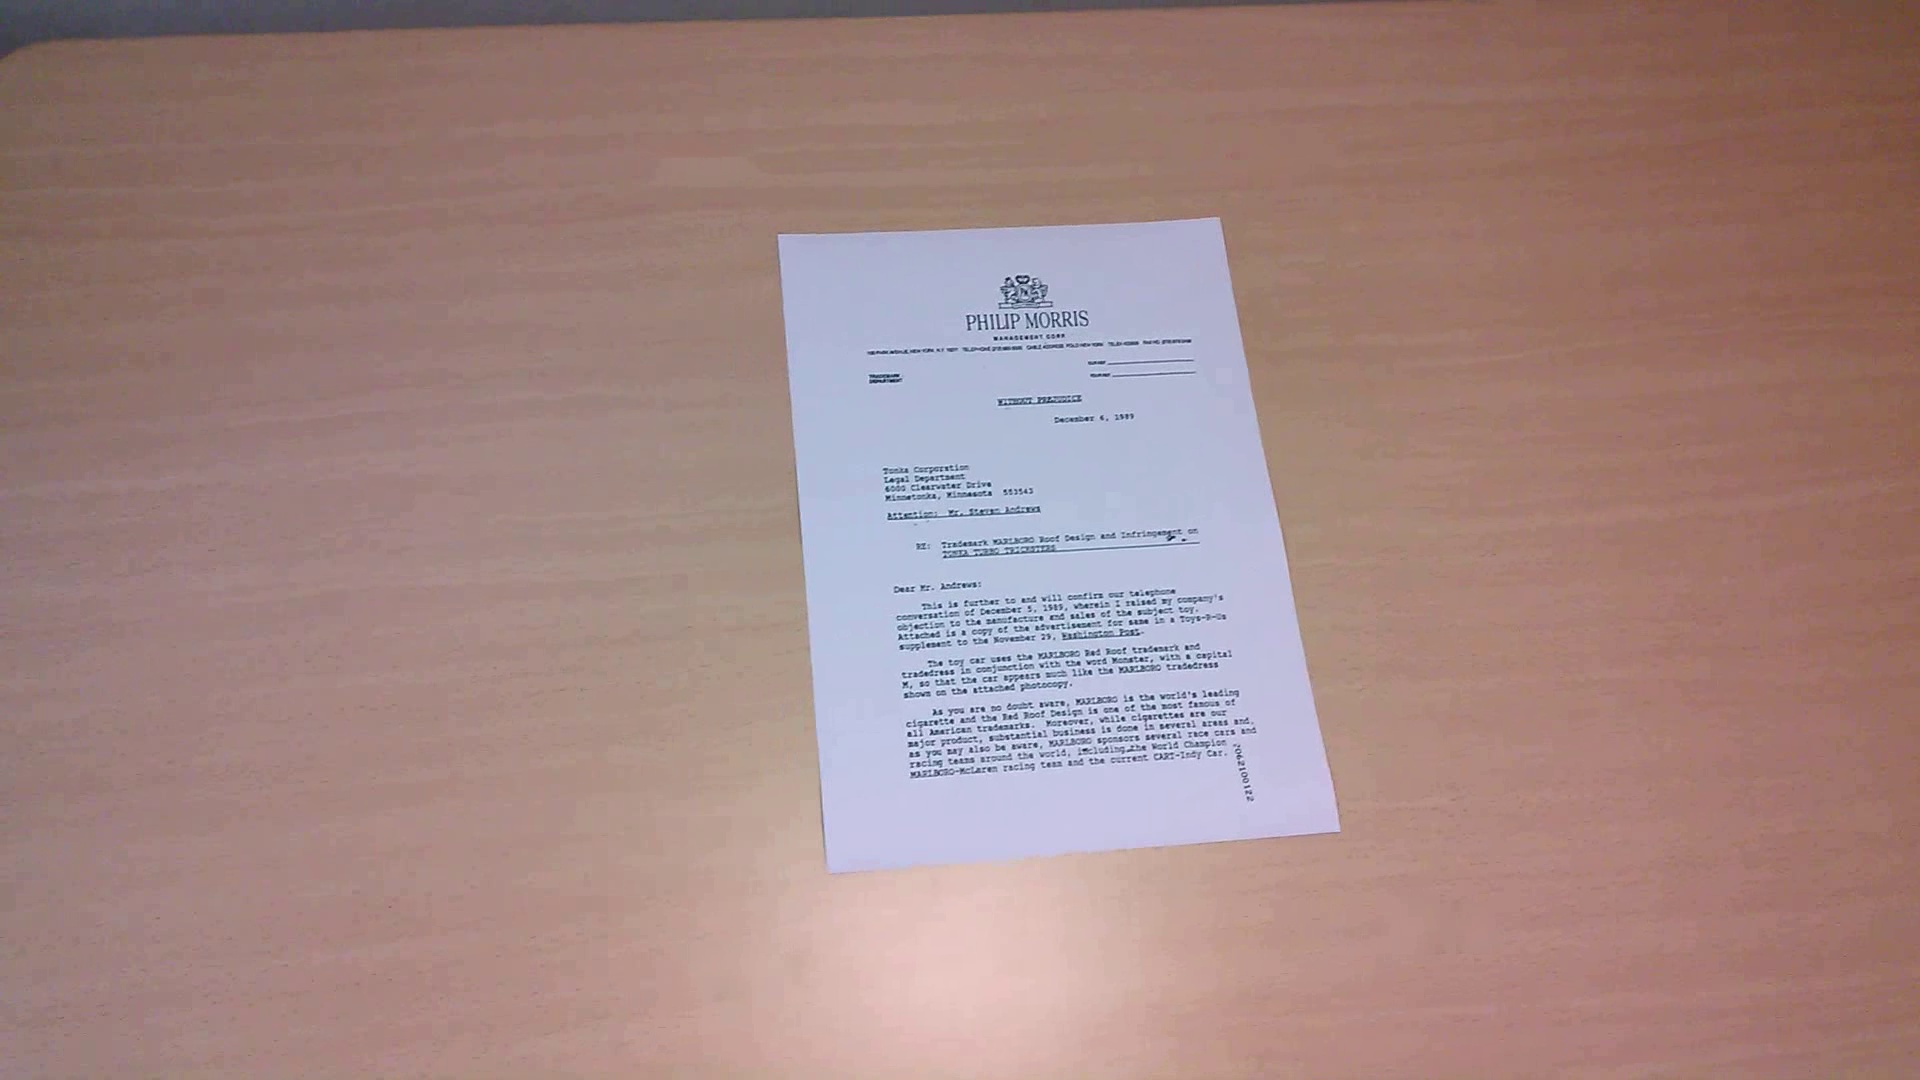 PHILIP MORRIS
MANAGEMENT CORP.
PARK AVENUE, NEW YORK, N.Y. TELEPHONE CABLE ADDRESS NEW YORK
TRADEMARK
DEPARTMENT
OUR REF.
YOUR REF.
WITHOUT PREJUDICE
December 6, 1989
Tonka Corporation
Legal Department
6000 Clearwater Drive
Minnetonka, Minnesota 553543
Attention: Mr. Steven Andrews
RE: Trademark MARLBORO Roof Design and Infringement on
TONKA TURBO TRICKSTERS
Dear Mr. Andrews:
This is further to and will confirm our telephone
conversation of December 5, 1989, wherein I raised my company's
objection to the manufacture and sales of the subject toy.
Attached is a copy of the advertisement for same in a Toys-R-Us
supplement to the November 29, Washington Post.
The toy car uses the MARLBORO Red Roof trademark and
tradedress in conjunction with the word Monster, with a capital
M, so that the car appears much like the MARLBORO tradedress
shown on the attached photocopy.
As you are no doubt aware, MARLBORO is the world's leading
cigarette and the Red Roof Design is one of the most famous of
all American trademarks. Moreover, while cigarettes are our
major product, substantial business is done in several areas and,
as you may also be aware, MARLBORO sponsors several race cars and
racing teams around the world, including the World Champion
MARLBORO-McLaren racing team and the current CART-Indy Car.
2062100122